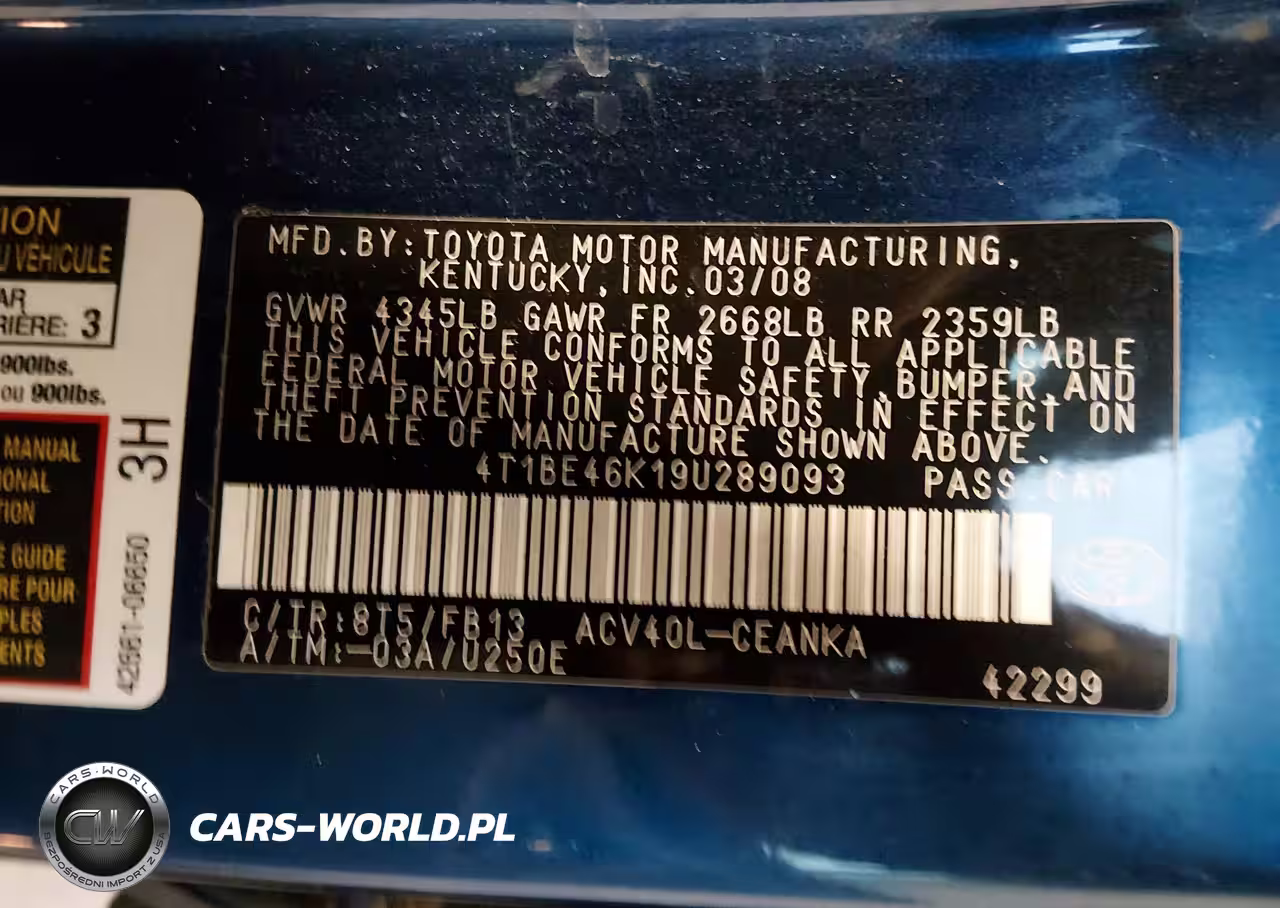 ION
U VÉHICULE
AR
RIÈRE: 3
900lbs.
ou 900lbs.
MANUAL
IONAL
ION
E GUIDE
RE POUR
PLES
ENTS
3H
42661-06650
MFD.BY:TOYOTA MOTOR MANUFACTURING,
KENTUCKY,INC.03/08
GVWR 4345LB GAWR FR 2668LB RR 2359LB
THIS VEHICLE CONFORMS TO ALL APPLICABLE
FEDERAL MOTOR VEHICLE SAFETY,BUMPER,AND
THEFT PREVENTION STANDARDS IN EFFECT ON
THE DATE OF MANUFACTURE SHOWN ABOVE.
4T1BE46K19U289093 PASS CAR
C/TR:8T5/FB13 ACV40L-CEANKA
A/TM:-03A/U250E
42299
CARS-WORLD
CW
BEZPOŚREDNI IMPORT Z USA
CARS-WORLD.PL